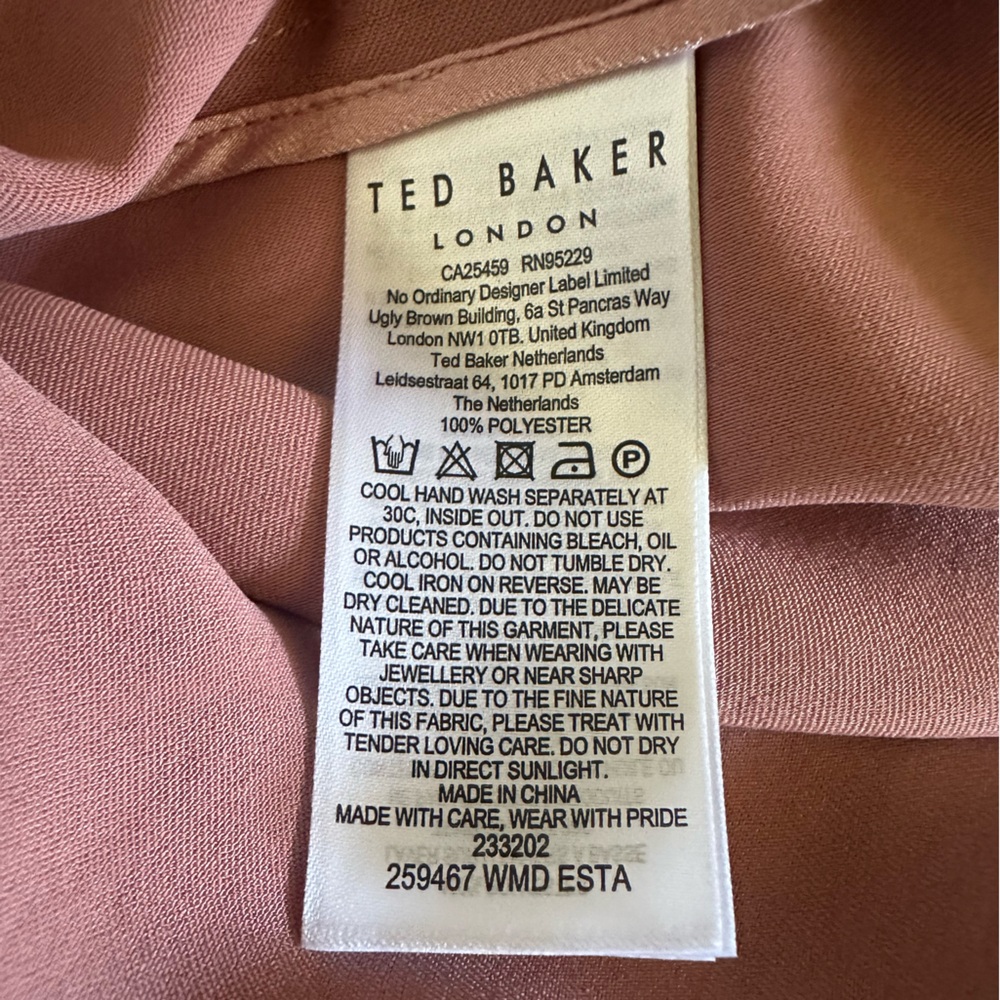 TED BAKER
LONDON
CA25459 RN95229
No Ordinary Designer Label Limited
Ugly Brown Building, 6a St Pancras Way
London NW1 0TB. United Kingdom
Ted Baker Netherlands
Leidsestraat 64, 1017 PD Amsterdam
The Netherlands
100% POLYESTER
P
COOL HAND WASH SEPARATELY AT
30C, INSIDE OUT. DO NOT USE
PRODUCTS CONTAINING BLEACH, OIL
OR ALCOHOL. DO NOT TUMBLE DRY.
COOL IRON ON REVERSE. MAY BE
DRY CLEANED. DUE TO THE DELICATE
NATURE OF THIS GARMENT, PLEASE
TAKE CARE WHEN WEARING WITH
JEWELLERY OR NEAR SHARP
OBJECTS. DUE TO THE FINE NATURE
OF THIS FABRIC, PLEASE TREAT WITH
TENDER LOVING CARE. DO NOT DRY
IN DIRECT SUNLIGHT.
MADE IN CHINA
MADE WITH CARE, WEAR WITH PRIDE
233202
259467 WMD ESTA